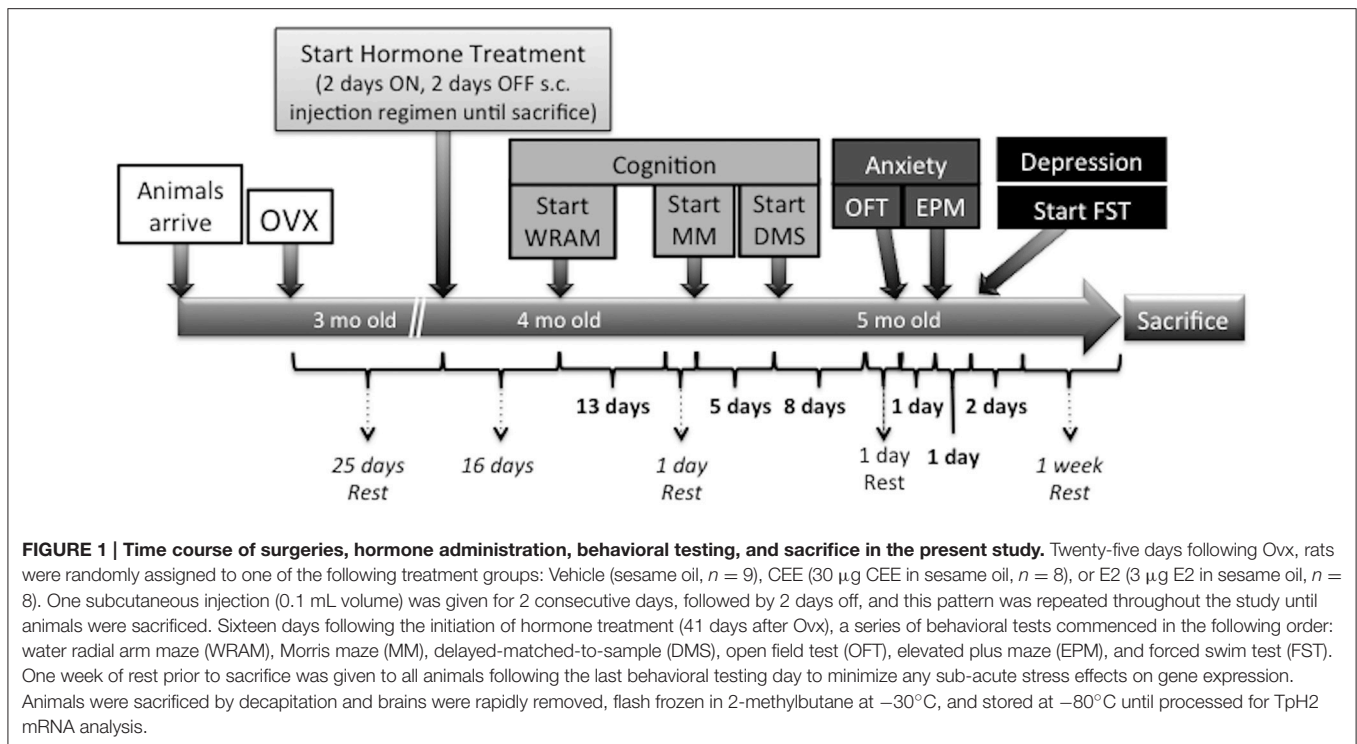 Start Hormone Treatment
(2 days ON, 2 days OFF s.c.
injection regimen until sacrifice)
Animals
arrive
OVX
Cognition
Start
WRAM
Start
MM
Start
DMS
Anxiety
OFT
EPM
Depression
Start FST
3 mo old
4 mo old
5 mo old
Sacrifice
13 days
5 days
8 days
1 day
2 days
25 days
Rest
16 days
1 day
Rest
1 day
Rest
1 day
1 week
Rest
FIGURE 1 | Time course of surgeries, hormone administration, behavioral testing, and sacrifice in the present study. Twenty-five days following Ovx, rats
were randomly assigned to one of the following treatment groups: Vehicle (sesame oil, n = 9), CEE (30 μg CEE in sesame oil, n = 8), or E2 (3 μg E2 in sesame oil, n =
8). One subcutaneous injection (0.1 mL volume) was given for 2 consecutive days, followed by 2 days off, and this pattern was repeated throughout the study until
animals were sacrificed. Sixteen days following the initiation of hormone treatment (41 days after Ovx), a series of behavioral tests commenced in the following order:
water radial arm maze (WRAM), Morris maze (MM), delayed-matched-to-sample (DMS), open field test (OFT), elevated plus maze (EPM), and forced swim test (FST).
One week of rest prior to sacrifice was given to all animals following the last behavioral testing day to minimize any sub-acute stress effects on gene expression.
Animals were sacrificed by decapitation and brains were rapidly removed, flash frozen in 2-methylbutane at −30°C, and stored at −80°C until processed for TpH2
mRNA analysis.